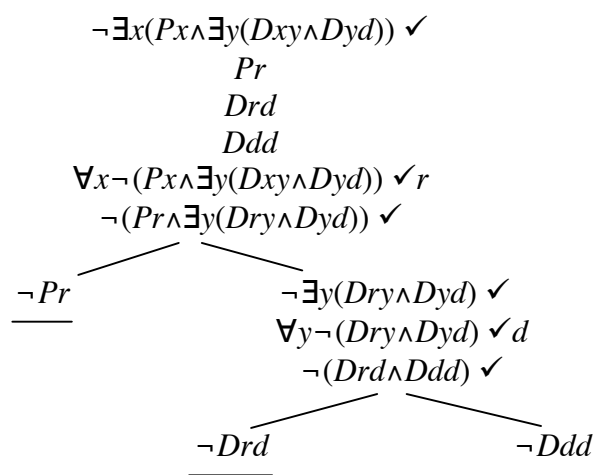 ¬∃x(Px∧∃y(Dxy∧Dyd)) ✓
Pr
Drd
Ddd
∀x¬(Px∧∃y(Dxy∧Dyd)) ✓r
¬(Pr∧∃y(Dry∧Dyd)) ✓
¬Pr ¬∃y(Dry∧Dyd) ✓
∀y¬(Dry∧Dyd) ✓d
¬(Drd∧Ddd) ✓
¬Drd ¬Ddd